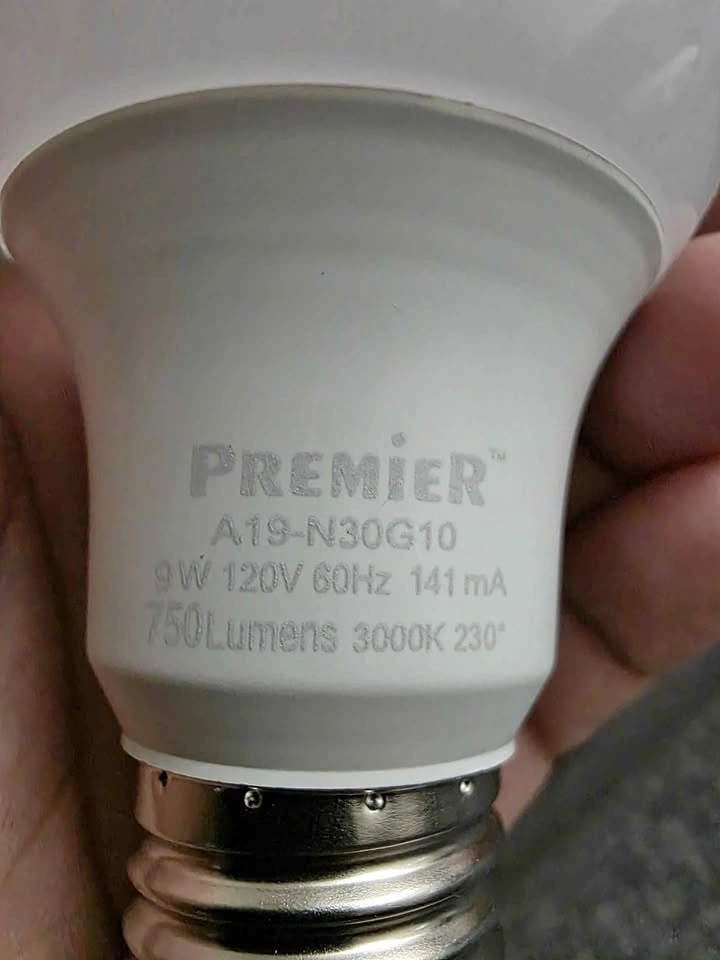 PREMiER™
A19-N30G10
9W 120V 60Hz 141mA
750Lumens 3000K 230°